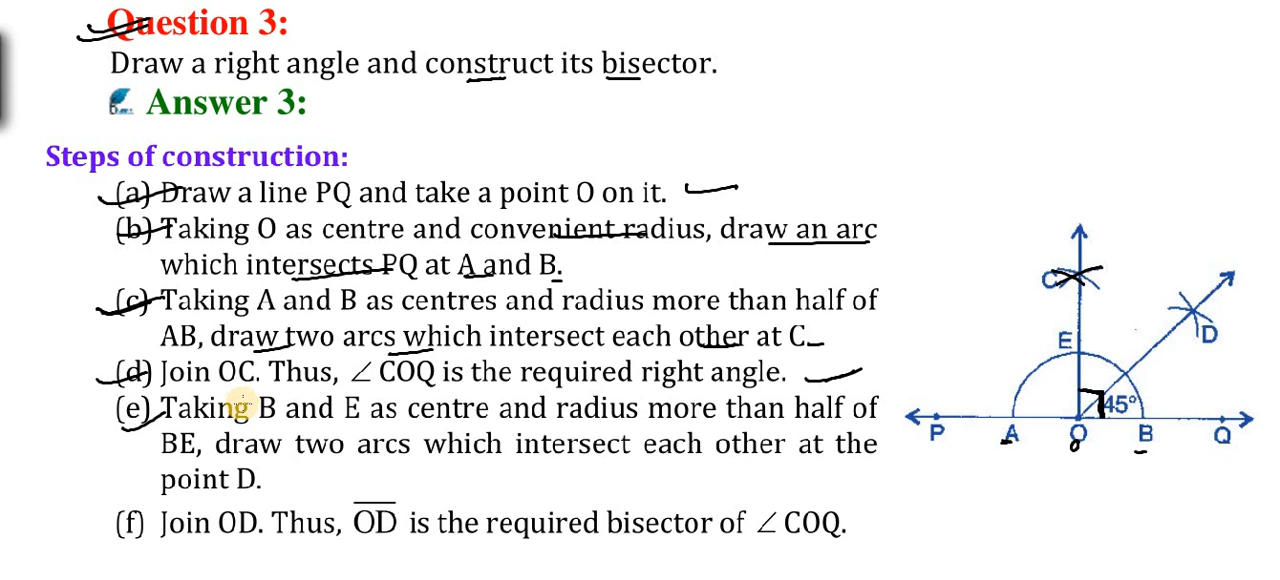 Question 3:
Draw a right angle and construct its bisector.
Answer 3:
Steps of construction:
(a) Draw a line PQ and take a point O on it.
(b) Taking O as centre and convenient radius, draw an arc
which intersects PQ at A and B.
(c) Taking A and B as centres and radius more than half of
AB, draw two arcs which intersect each other at C.
(d) Join OC. Thus, ∠COQ is the required right angle.
(e) Taking B and E as centre and radius more than half of
BE, draw two arcs which intersect each other at the
point D.
(f) Join OD. Thus, O̅D̅ is the required bisector of ∠COQ.
C
D
E
45°
P A O B Q